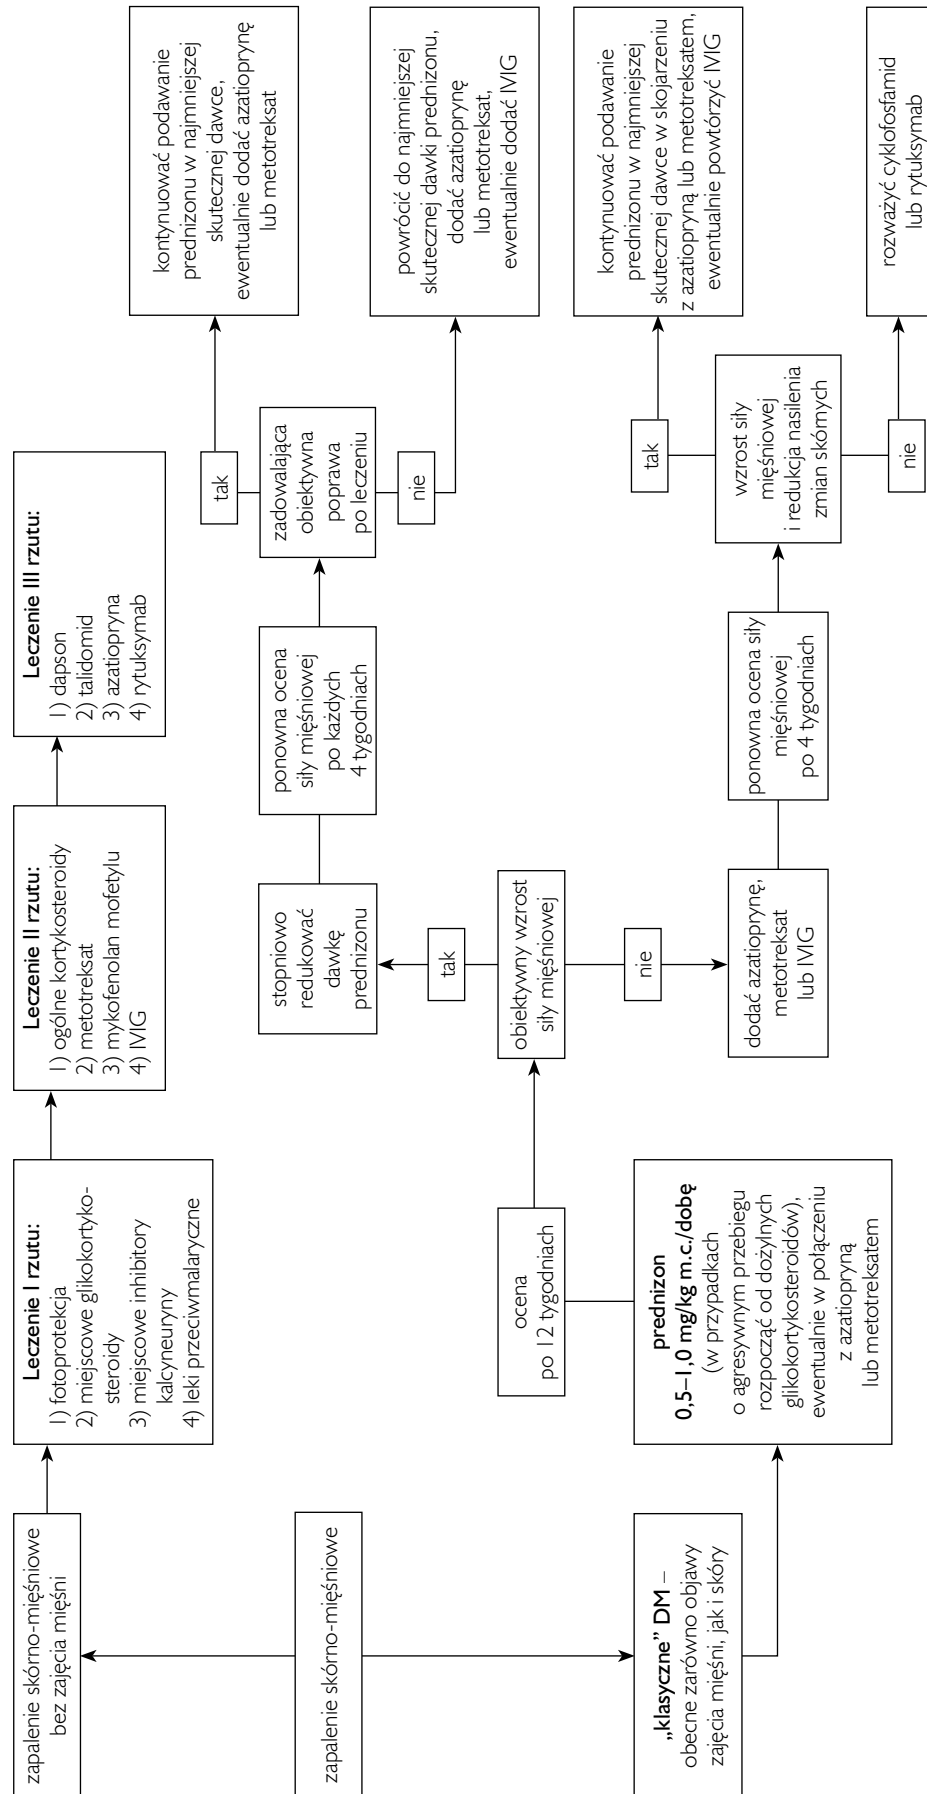 zapalenie skórno-mięśniowe
bez zajęcia mięśni
Leczenie I rzutu:
1) fotoprotekcja
2) miejscowe glikokortyko-
steroidy
3) miejscowe inhibitory
kalcyneuryny
4) leki przeciwmalaryczne
Leczenie II rzutu:
1) ogólne kortykosteroidy
2) metotreksat
3) mykofenolan mofetylu
4) IVIG
Leczenie III rzutu:
1) dapson
2) talidomid
3) azatiopryna
4) rytuksymab
zapalenie skórno-mięśniowe
„klasyczne” DM –
obecne zarówno objawy
zajęcia mięśni, jak i skóry
prednizon
0,5–1,0 mg/kg m.c./dobę
(w przypadkach
o agresywnym przebiegu
rozpocząć od dożylnych
glikokortykosteroidów),
ewentualnie w połączeniu
z azatiopryną
lub metotreksatem
ocena
po 12 tygodniach
obiektywny wzrost
siły mięśniowej
tak
stopniowo
redukować
dawkę
prednizonu
ponowna ocena
siły mięśniowej
po każdych
4 tygodniach
zadowalająca
obiektywna
poprawa
po leczeniu
tak
kontynuować podawanie
prednizonu w najmniejszej
skutecznej dawce,
ewentualnie dodać azatioprynę
lub metotreksat
nie
powrócić do najmniejszej
skutecznej dawki prednizonu,
dodać azatioprynę
lub metotreksat,
ewentualnie dodać IVIG
nie
dodać azatioprynę,
metotreksat
lub IVIG
ponowna ocena siły
mięśniowej
po 4 tygodniach
wzrost siły
mięśniowej
i redukcja nasilenia
zmian skórnych
tak
kontynuować podawanie
prednizonu w najmniejszej
skutecznej dawce w skojarzeniu
z azatiopryną lub metotreksatem,
ewentualnie powtórzyć IVIG
nie
rozważyć cyklofosfamid
lub rytuksymab